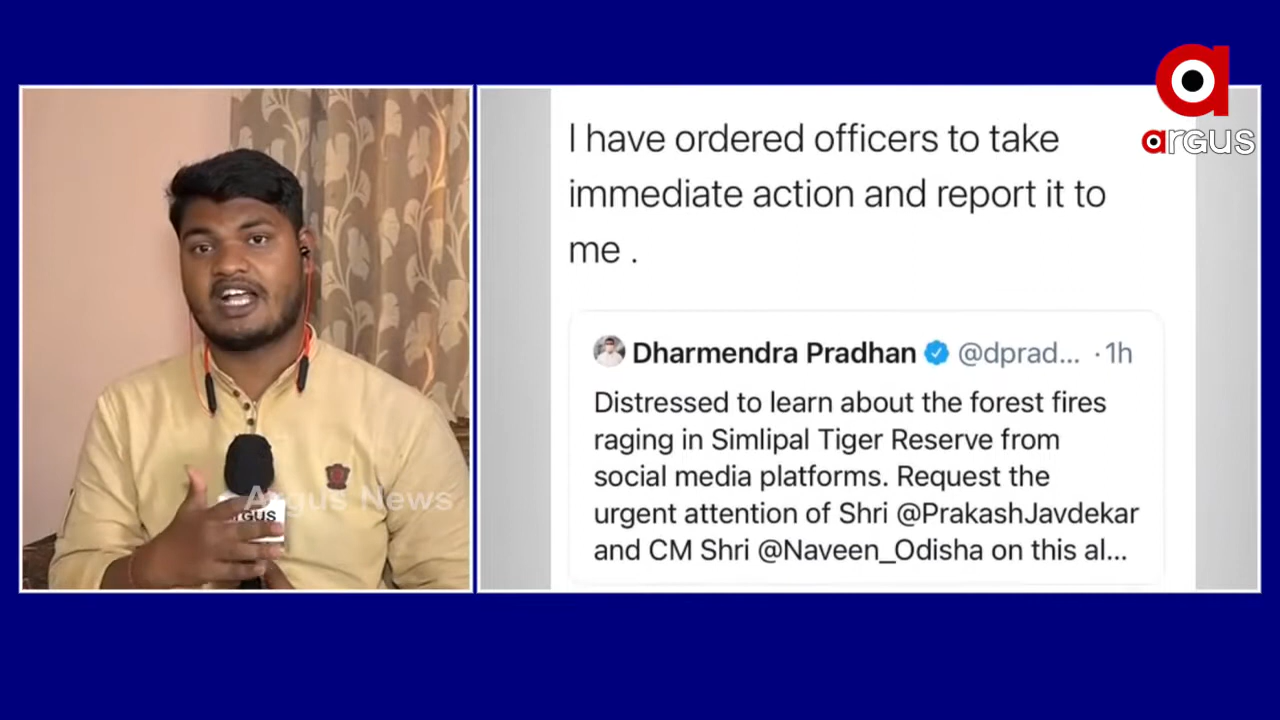 argus
I have ordered officers to take
immediate action and report it to
me .
Dharmendra Pradhan @dprad... · 1h
Distressed to learn about the forest fires
raging in Simlipal Tiger Reserve from
social media platforms. Request the
urgent attention of Shri @PrakashJavdekar
and CM Shri @Naveen_Odisha on this al...
Argus News
rGUS